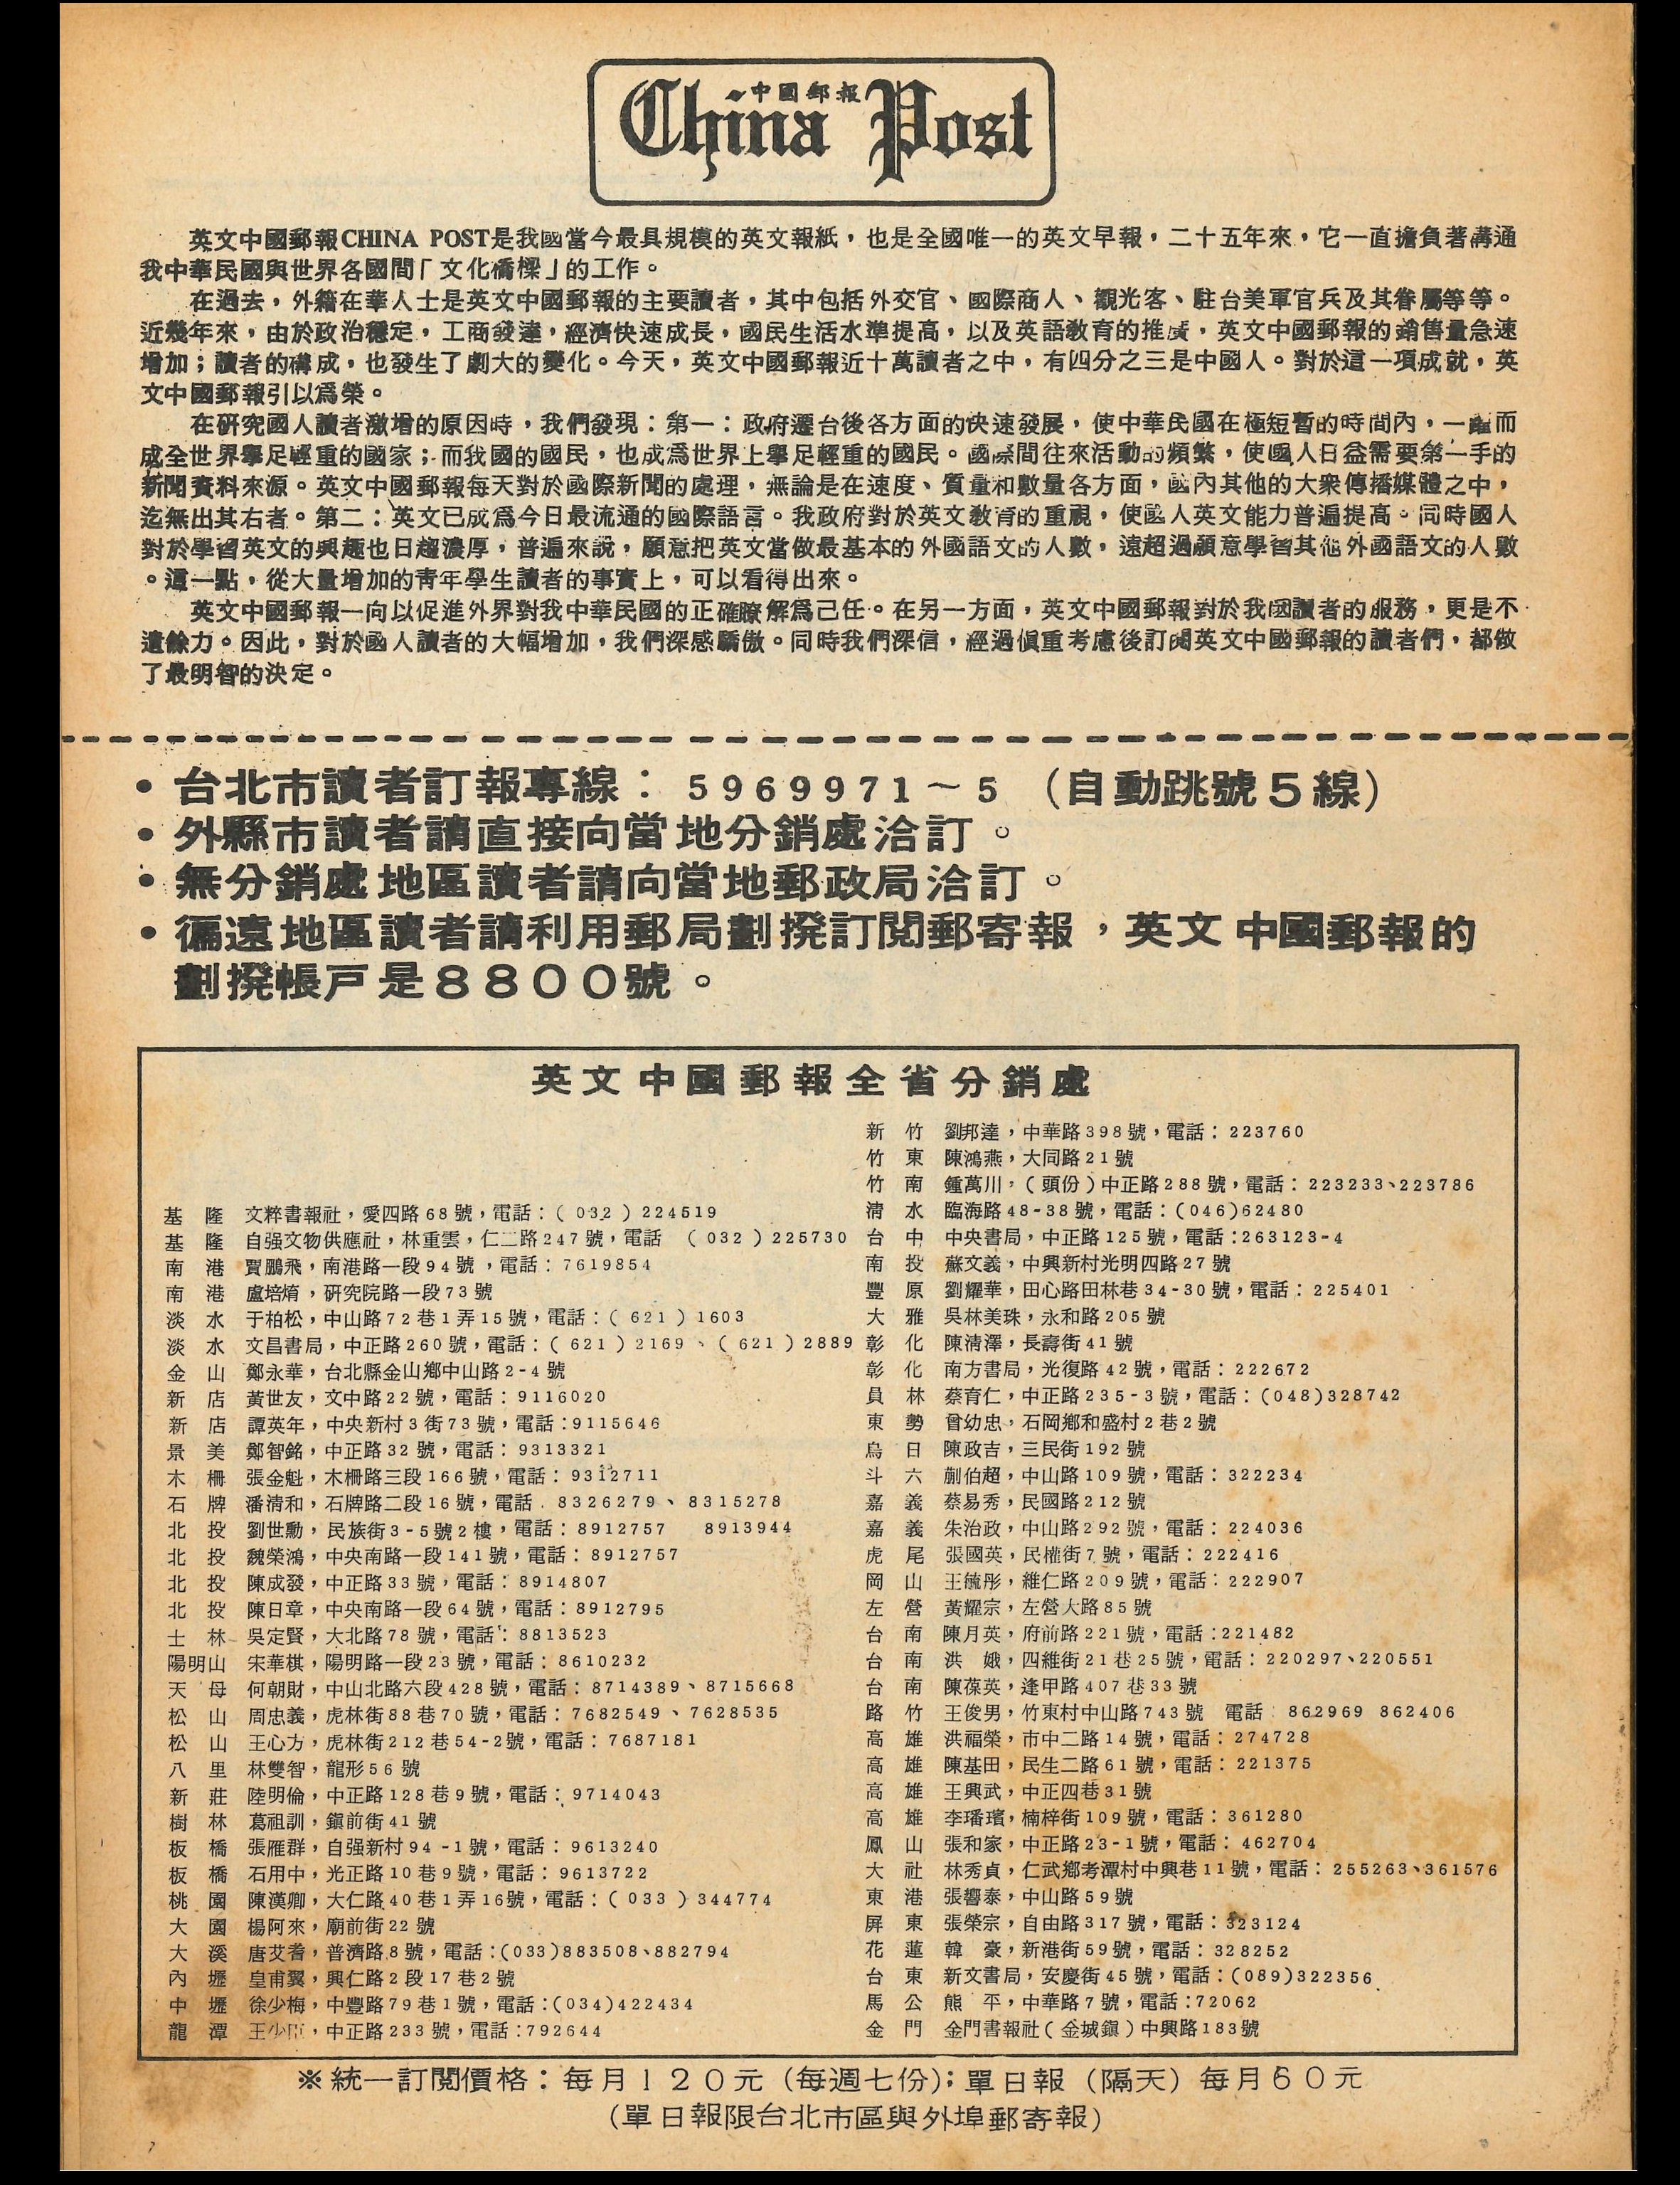 中國郵報
China Post
英文中國郵報CHINA POST是我國當今最具規模的英文報紙，也是全國唯一的英文早報，二十五年來，它一直擔負著溝通
我中華民國與世界各國間「文化橋樑」的工作。
在過去，外籍在華人士是英文中國郵報的主要讀者，其中包括外交官、國際商人、觀光客、駐台美軍官兵及其眷屬等等。
近幾年來，由於政治穩定，工商發達，經濟快速成長，國民生活水準提高，以及英語教育的推廣，英文中國郵報的銷售量急速
增加；讀者的構成，也發生了劇大的變化。今天，英文中國郵報近十萬讀者之中，有四分之三是中國人。對於這一項成就，英
文中國郵報引以爲榮。
在研究國人讀者激增的原因時，我們發現：第一：政府遷台後各方面的快速發展，使中華民國在極短暫的時間內，一躍而
成全世界擧足輕重的國家；而我國的國民，也成爲世界上擧足輕重的國民。國際間往來活動的頻繁，使國人日益需要第一手的
新聞資料來源。英文中國郵報每天對於國際新聞的處理，無論是在速度、質量和數量各方面，國內其他的大衆傳播媒體之中，
迄無出其右者。第二：英文已成爲今日最流通的國際語言。我政府對於英文教育的重視，使國人英文能力普遍提高。同時國人
對於學習英文的興趣也日趨濃厚，普遍來說，願意把英文當做最基本的外國語文的人數，遠超過願意學習其他外國語文的人數
。這一點，從大量增加的靑年學生讀者的事實上，可以看得出來。
英文中國郵報一向以促進外界對我中華民國的正確瞭解爲己任。在另一方面，英文中國郵報對於我國讀者的服務，更是不
遺餘力。因此，對於國人讀者的大幅增加，我們深感驕傲。同時我們深信，經過愼重考慮後訂閱英文中國郵報的讀者們，都做
了最明智的決定。
•台北市讀者訂報專線：5969971～5（自動跳號5線）
•外縣市讀者請直接向當地分銷處洽訂。
•無分銷處地區讀者請向當地郵政局洽訂。
•偏遠地區讀者請利用郵局劃撥訂閱郵寄報，英文中國郵報的
劃撥帳戶是8800號。
英文中國郵報全省分銷處
基隆 文粹書報社，愛四路68號，電話：（032）224519
基隆 自强文物供應社，林重雲，仁二路247號，電話 （032）225730
南港 賈鵬飛，南港路一段94號，電話：7619854
南港 盧培焴，研究院路一段73號
淡水 于柏松，中山路72巷1弄15號，電話：（621）1603
淡水 文昌書局，中正路260號，電話：（621）2169、（621）2889
金山 鄭永華，台北縣金山鄉中山路2-4號
新店 黃世友，文中路22號，電話：9116020
新店 譚英年，中央新村3街73號，電話：9115646
景美 鄭智銘，中正路32號，電話：9313321
木柵 張金魁，木柵路三段166號，電話：9312711
石牌 潘淸和，石牌路二段16號，電話．8326279、8315278
北投 劉世勳，民族街3-5號2樓，電話：8912757 8913944
北投 魏榮鴻，中央南路一段141號，電話：8912757
北投 陳成發，中正路33號，電話：8914807
北投 陳日章，中央南路一段64號，電話：8912795
士林 吳定賢，大北路78號，電話：8813523
陽明山 宋華棋，陽明路一段23號，電話：8610232
天母 何朝財，中山北路六段428號，電話：8714389、8715668
松山 周忠義，虎林街88巷70號，電話：7682549、7628535
松山 王心方，虎林街212巷54-2號，電話：7687181
八里 林雙智，龍形56號
新莊 陸明倫，中正路128巷9號，電話：9714043
樹林 葛祖訓，鎭前街41號
板橋 張雁群，自强新村94-1號，電話：9613240
板橋 石用中，光正路10巷9號，電話：9613722
桃園 陳漢卿，大仁路40巷1弄16號，電話：（033）344774
大園 楊阿來，廟前街22號
大溪 唐艾耆，普濟路8號，電話：(033)883508、882794
內壢 皇甫翼，興仁路2段17巷2號
中壢 徐少梅，中豐路79巷1號，電話：(034)422434
龍潭 王少，中正路233號，電話：792644
新竹 劉邦達，中華路398號，電話：223760
竹東 陳鴻燕，大同路21號
竹南 鍾萬川，（頭份）中正路288號，電話：223233、223786
淸水 臨海路48-38號，電話：(046)62480
台中 中央書局，中正路125號，電話：263123-4
南投 蘇文義，中興新村光明四路27號
豐原 劉耀華，田心路田林巷34-30號，電話：225401
大雅 吳林美珠，永和路205號
彰化 陳淸澤，長壽街41號
彰化 南方書局，光復路42號，電話：222672
員林 蔡育仁，中正路235-3號，電話：(048)328742
東勢 曾幼忠，石岡鄉和盛村2巷2號
烏日 陳政吉，三民街192號
斗六 蒯伯超，中山路109號，電話：322234
嘉義 蔡易秀，民國路212號
嘉義 朱治政，中山路292號，電話：224036
虎尾 張國英，民權街7號，電話：222416
岡山 王毓彤，維仁路209號，電話：222907
左營 黃耀宗，左營大路85號
台南 陳月英，府前路221號，電話：221482
台南 洪娥，四維街21巷25號，電話：220297、220551
台南 陳葆英，逢甲路407巷33號
路竹 王俊男，竹東村中山路743號 電話 862969 862406
高雄 洪福榮，市中二路14號，電話：274728
高雄 陳基田，民生二路61號，電話：221375
高雄 王興武，中正四巷31號
高雄 李璠璸，楠梓街109號，電話：361280
鳳山 張和家，中正路23-1號，電話：462704
大社 林秀貞，仁武鄉考潭村中興巷11號，電話：255263、361576
東港 張響泰，中山路59號
屏東 張榮宗，自由路317號，電話：323124
花蓮 韓豪，新港街59號，電話：328252
台東 新文書局，安慶街45號，電話：(089)322356
馬公 熊平，中華路7號，電話：72062
金門 金門書報社（金城鎭）中興路183號
※統一訂閱價格：每月120元（每週七份）；單日報（隔天）每月60元
（單日報限台北市區與外埠郵寄報）